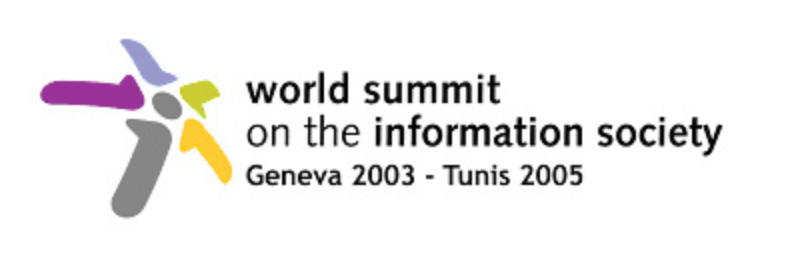 world summit
on the information society
Geneva 2003 - Tunis 2005